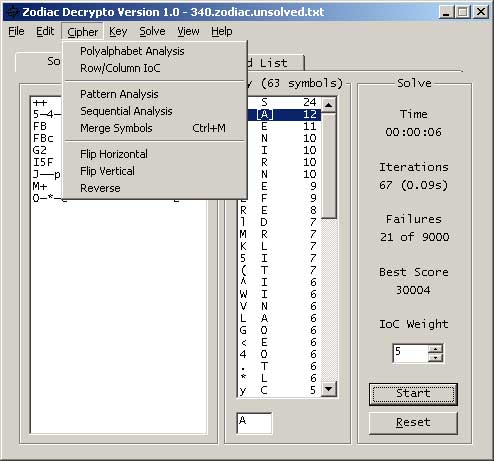 Zodiac Decrypto Version 1.0 - 340.zodiac.unsolved.txt
File Edit Cipher Key Solve View Help
Polyalphabet Analysis
Row/Column IoC
Pattern Analysis
Sequential Analysis
Merge Symbols Ctrl+M
Flip Horizontal
Flip Vertical
Reverse
So
d List
y (63 symbols)
Solve
++
5-4-
FB
FBc
G2
I5F
J--p
M+
O-*-C
S 24
[A] 12
E 11
N 10
I 10
R 10
N 10
E 9
F F 9
R E 8
l D 7
M R 7
K L 7
5 I 7
( T 7
^ I 6
W I 6
V N 6
L A 6
G O 6
< E 6
4 O 6
. T 6
* L 6
y C 5
A
Time
00:00:06
Iterations
67 (0.09s)
Failures
21 of 9000
Best Score
30004
IoC Weight
5
Start
Reset